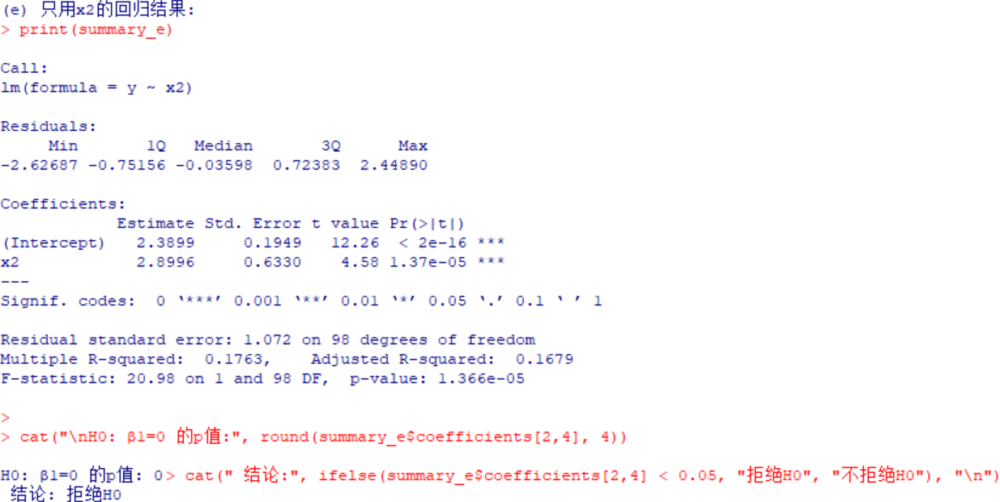 (e) 只用x2的回归结果:
> print(summary_e)
Call:
lm(formula = y ~ x2)
Residuals:
     Min       1Q   Median       3Q      Max
-2.62687 -0.75156 -0.03598  0.72383  2.44890
Coefficients:
            Estimate Std. Error t value Pr(>|t|)
(Intercept)   2.3899     0.1949   12.26  < 2e-16 ***
x2            2.8996     0.6330    4.58 1.37e-05 ***
---
Signif. codes:  0 ‘***’ 0.001 ‘**’ 0.01 ‘*’ 0.05 ‘.’ 0.1 ‘ ’ 1
Residual standard error: 1.072 on 98 degrees of freedom
Multiple R-squared:  0.1763,    Adjusted R-squared:  0.1679
F-statistic: 20.98 on 1 and 98 DF,  p-value: 1.366e-05
>
> cat("\nH0: β1=0 的p值:", round(summary_e$coefficients[2,4], 4))
H0: β1=0 的p值: 0> cat(" 结论:", ifelse(summary_e$coefficients[2,4] < 0.05, "拒绝H0", "不拒绝H0"), "\n")
 结论: 拒绝H0